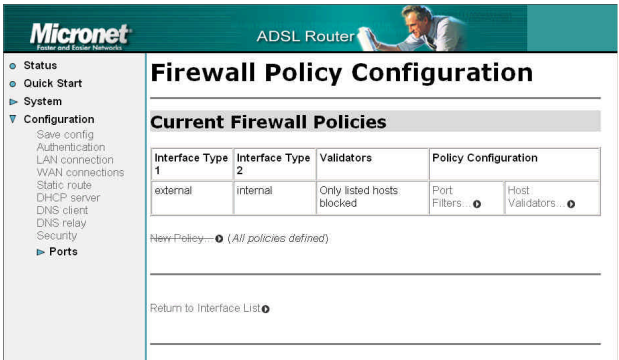 Micronet
Faster and Easier Networks
ADSL Router
Status
Quick Start
System
Configuration
Save config
Authentication
LAN connection
WAN connections
Static route
DHCP server
DNS client
DNS relay
Security
Ports
Firewall Policy Configuration
Current Firewall Policies
Interface Type 1
Interface Type 2
Validators
Policy Configuration
external
internal
Only listed hosts blocked
Port Filters...
Host Validators...
New Policy... (All policies defined)
Return to Interface List